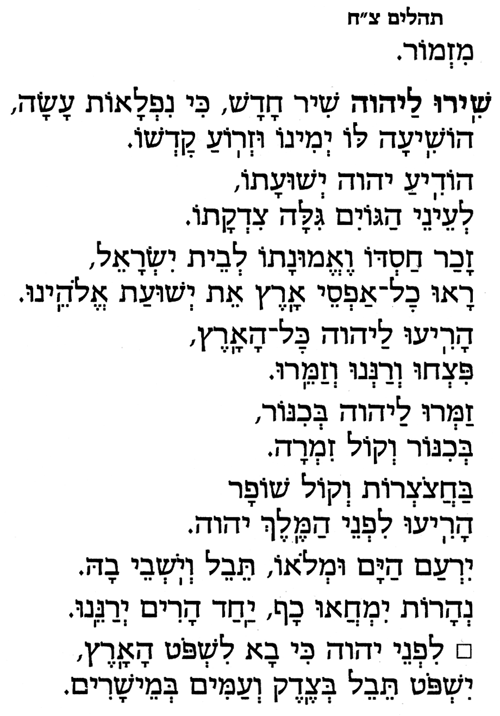 תהלים צ״ח
מִזְמוֹר.
שִֽׁירוּ לַיהוה שִׁיר חָדָשׁ, כִּי נִפְלָאוֹת עָשָׂה,
הוֹשִֽׁיעָה לּוֹ יְמִינוֹ וּזְרֽוֹעַ קָדְשׁוֹ.
הוֹדִֽיעַ יהוה יְשׁוּעָתוֹ,
לְעֵינֵי הַגּוֹיִם גִּלָּה צִדְקָתוֹ.
זָכַר חַסְדּוֹ וֶאֱמוּנָתוֹ לְבֵית יִשְׂרָאֵל,
רָאוּ כׇל־אַפְסֵי אָֽרֶץ אֵת יְשׁוּעַת אֱלֹהֵֽינוּ.
הָרִֽיעוּ לַיהוה כׇּל־הָאָֽרֶץ,
פִּצְחוּ וְרַנְּנוּ וְזַמֵּֽרוּ.
זַמְּרוּ לַיהוה בְּכִנּוֹר,
בְּכִנּוֹר וְקוֹל זִמְרָה.
בַּחֲצֹצְרוֹת וְקוֹל שׁוֹפָר
הָרִֽיעוּ לִפְנֵי הַמֶּֽלֶךְ יהוה.
יִרְעַם הַיָּם וּמְלֹאוֹ, תֵּבֵל וְיֹֽשְׁבֵי בָהּ.
נְהָרוֹת יִמְחֲאוּ כָף, יַֽחַד הָרִים יְרַנֵּֽנוּ.
□ לִפְנֵי יהוה כִּי בָא לִשְׁפֹּט הָאָֽרֶץ,
יִשְׁפֹּט תֵּבֵל בְּצֶֽדֶק וְעַמִּים בְּמֵישָׁרִים.